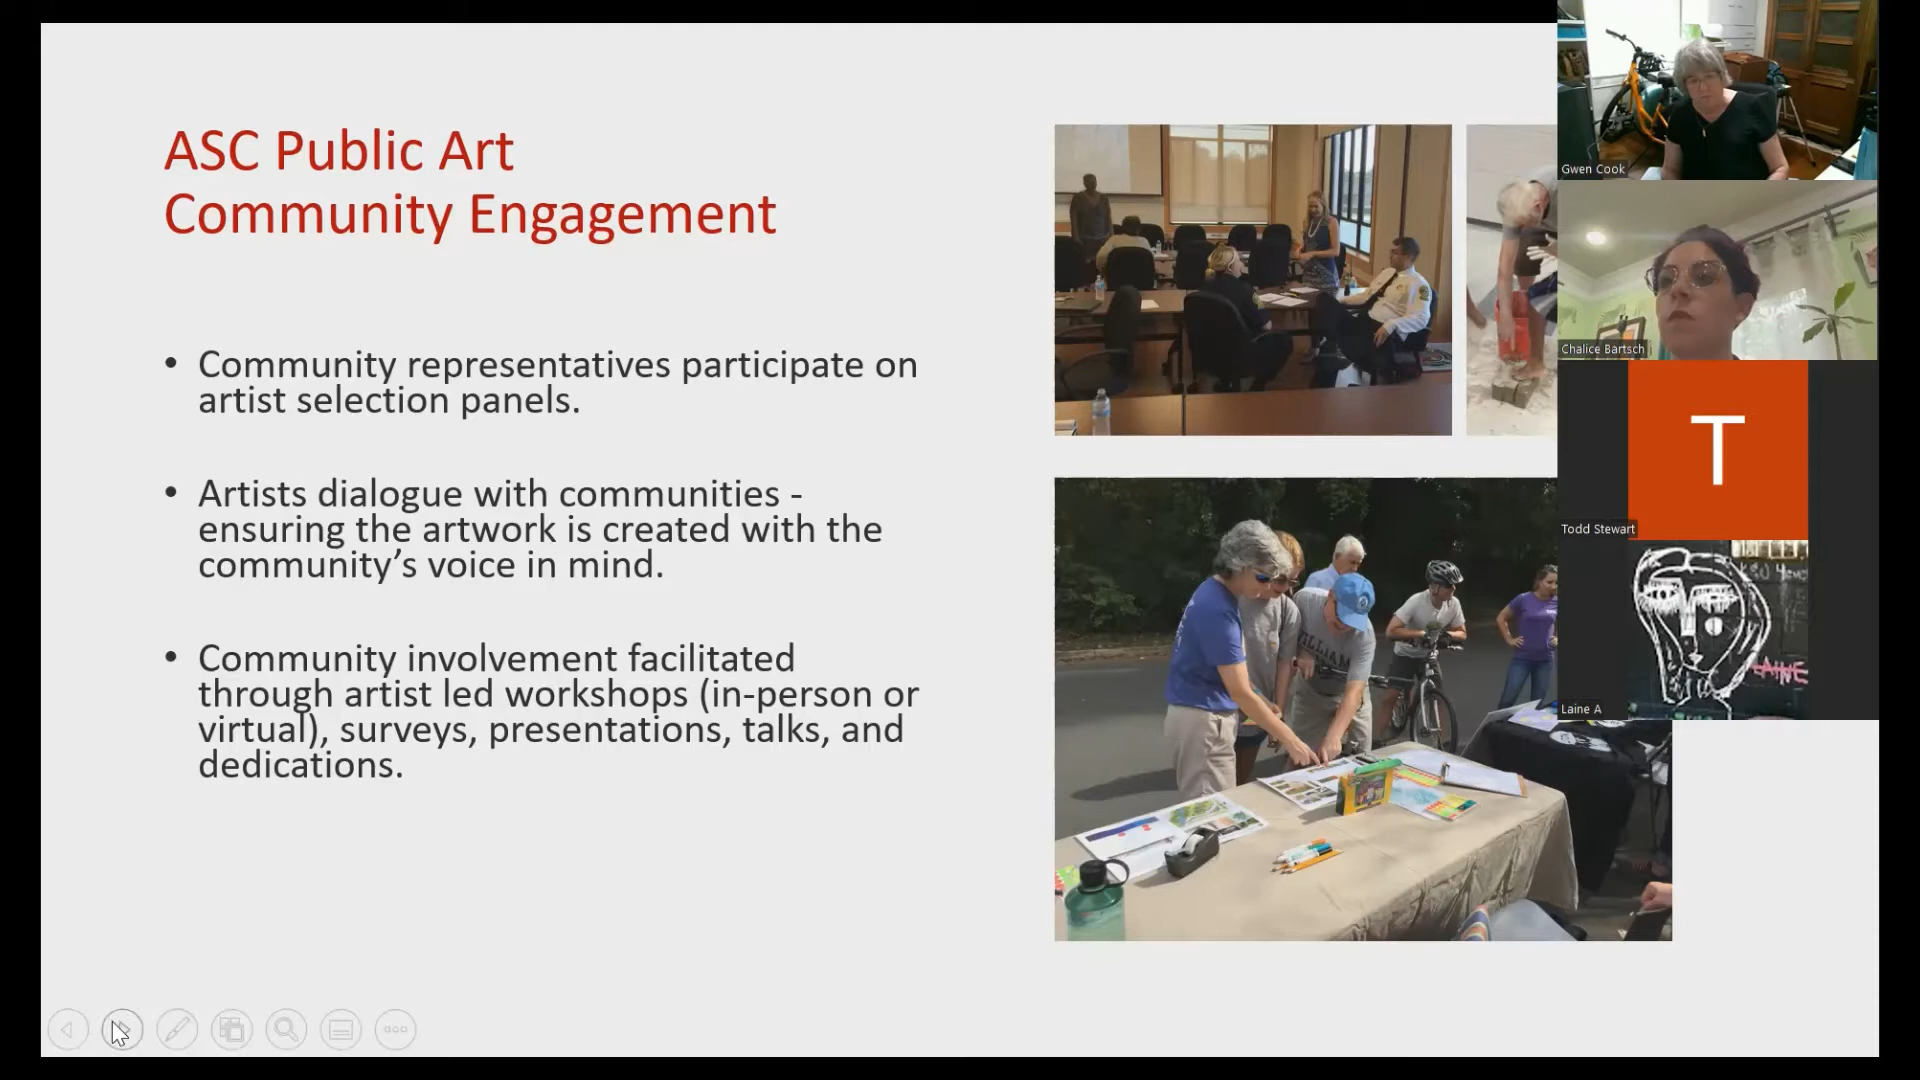 ASC Public Art
Community Engagement
• Community representatives participate on
artist selection panels.
• Artists dialogue with communities -
ensuring the artwork is created with the
community’s voice in mind.
• Community involvement facilitated
through artist led workshops (in-person or
virtual), surveys, presentations, talks, and
dedications.
Gwen Cook
Chalice Bartsch
T
Todd Stewart
LAINE
Laine A